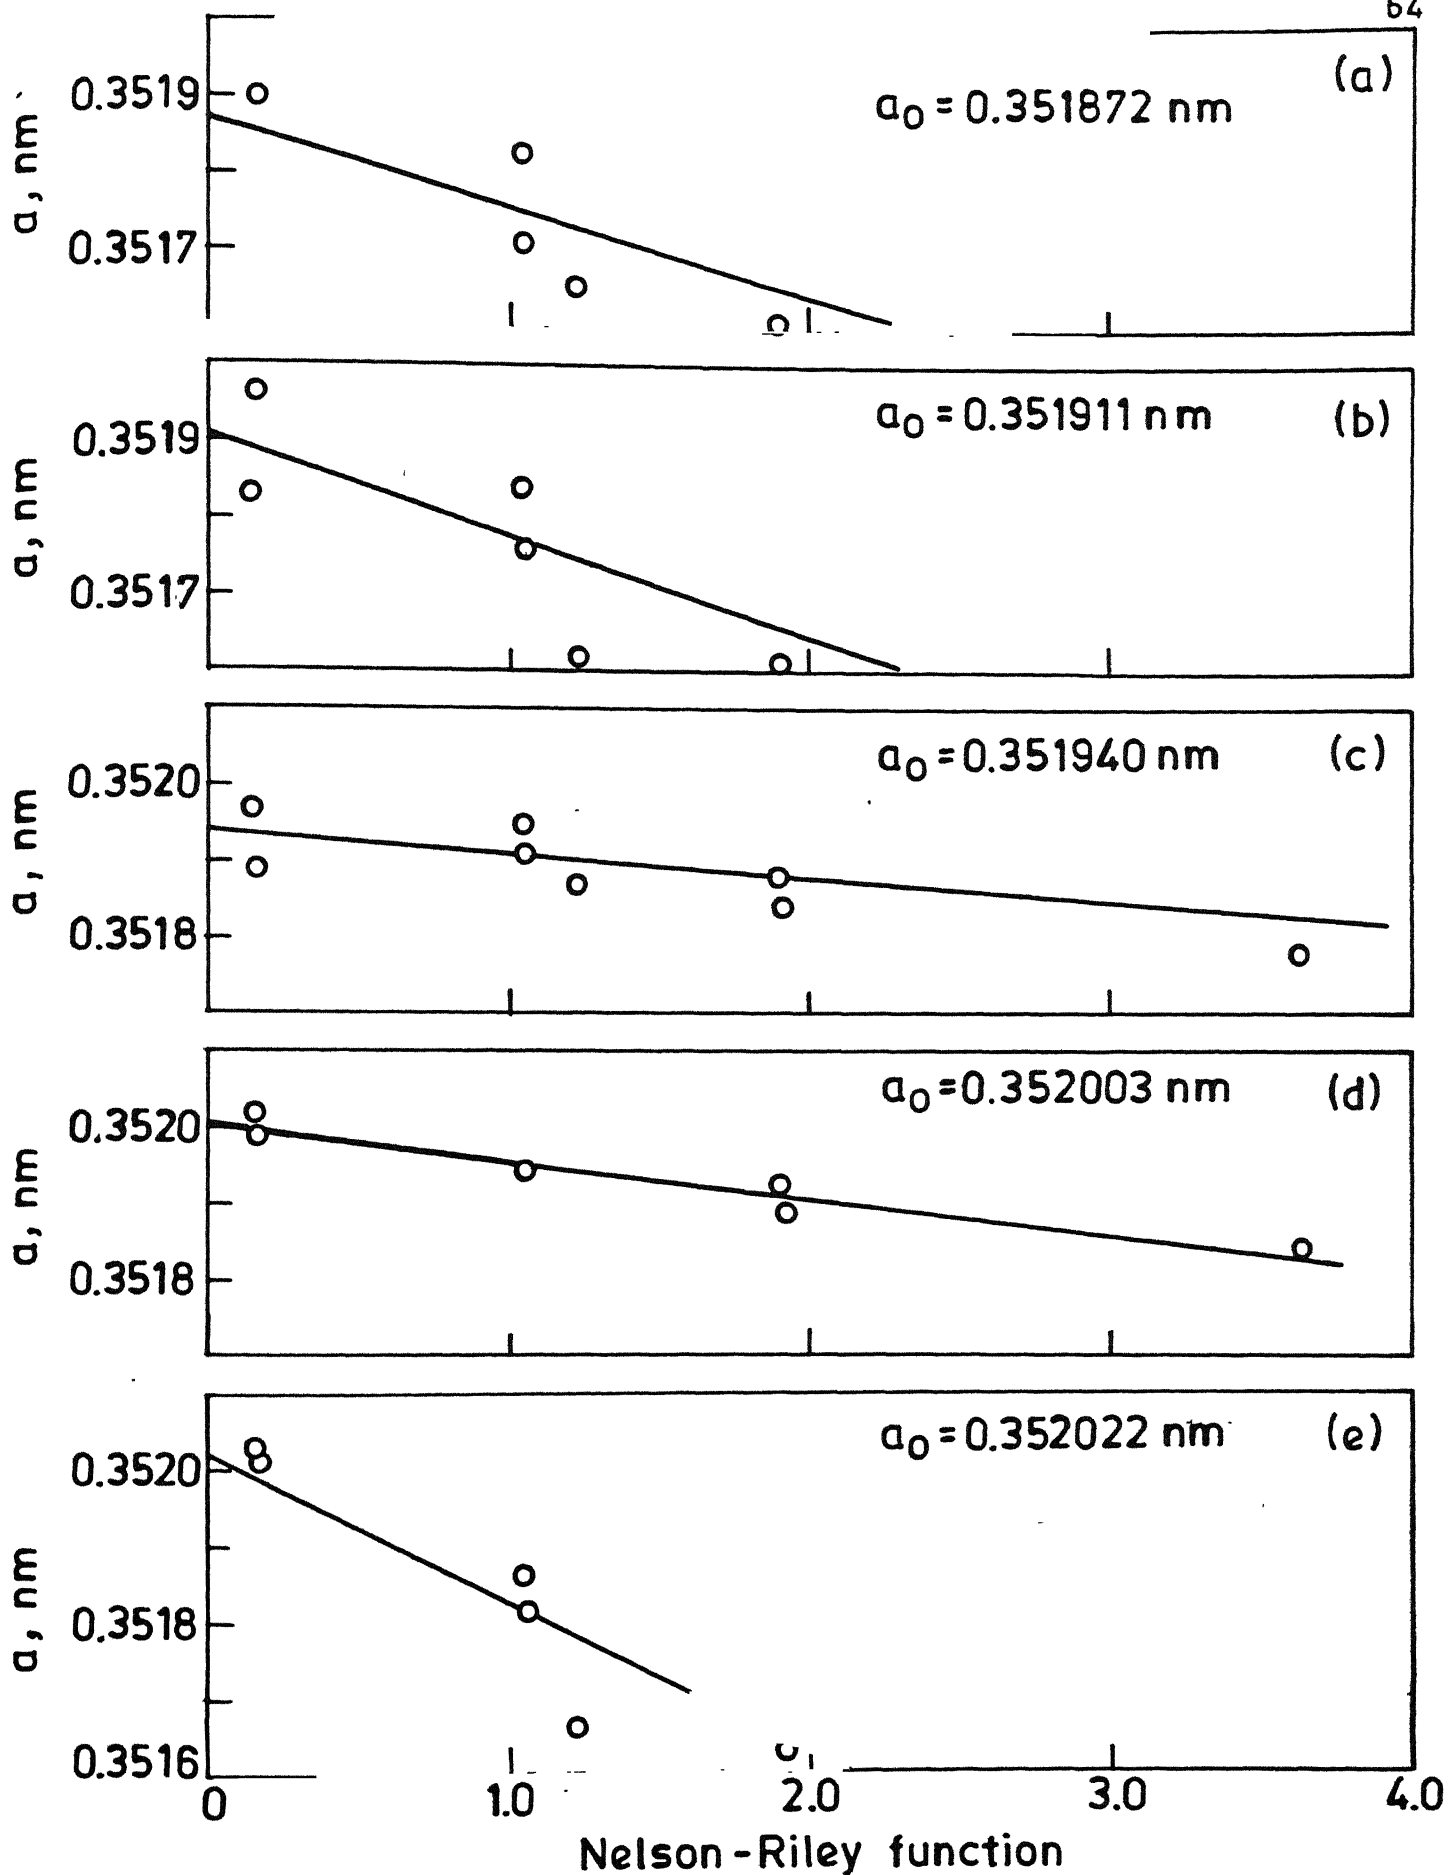 64
(a)
a₀ = 0.351872 nm
0.3519
0.3517
a, nm
(b)
a₀ = 0.351911 nm
0.3519
0.3517
a, nm
(c)
a₀ = 0.351940 nm
0.3520
0.3518
a, nm
(d)
a₀ = 0.352003 nm
0.3520
0.3518
a, nm
(e)
a₀ = 0.352022 nm
0.3520
0.3518
0.3516
a, nm
0 1.0 2.0 3.0 4.0
Nelson-Riley function